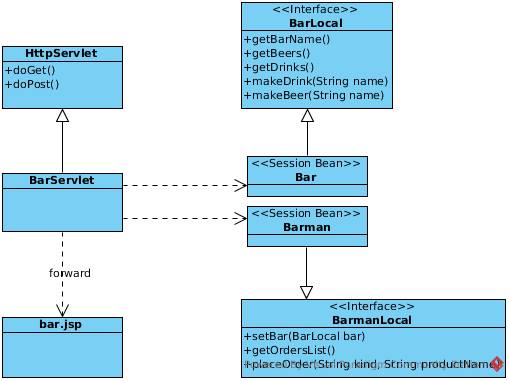 <<Interface>>
BarLocal
+getBarName()
+getBeers()
+getDrinks()
+makeDrink(String name)
+makeBeer(String name)
HttpServlet
+doGet()
+doPost()
<<Session Bean>>
Bar
BarServlet
<<Session Bean>>
Barman
forward
<<Interface>>
BarmanLocal
+setBar(BarLocal bar)
+getOrdersList()
+placeOrder(String kind, String productName)
bar.jsp